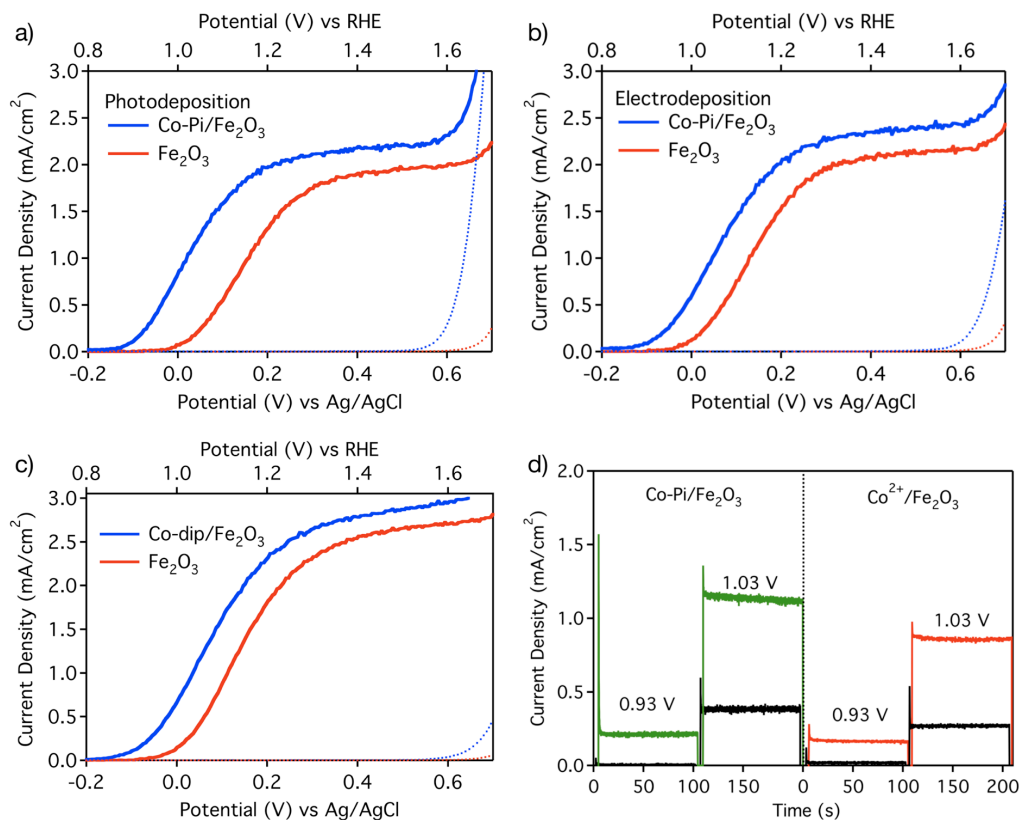 a)
Potential (V) vs RHE
0.8 1.0 1.2 1.4 1.6
3.0
2.5
2.0
1.5
1.0
0.5
0.0
Current Density (mA/cm²)
Photodeposition
Co-Pi/Fe₂O₃
Fe₂O₃
-0.2 0.0 0.2 0.4 0.6
Potential (V) vs Ag/AgCl
b)
Potential (V) vs RHE
0.8 1.0 1.2 1.4 1.6
3.0
2.5
2.0
1.5
1.0
0.5
0.0
Current Density (mA/cm²)
Electrodeposition
Co-Pi/Fe₂O₃
Fe₂O₃
-0.2 0.0 0.2 0.4 0.6
Potential (V) vs Ag/AgCl
c)
Potential (V) vs RHE
0.8 1.0 1.2 1.4 1.6
3.0
2.5
2.0
1.5
1.0
0.5
0.0
Current Density (mA/cm²)
Co-dip/Fe₂O₃
Fe₂O₃
-0.2 0.0 0.2 0.4 0.6
Potential (V) vs Ag/AgCl
d)
2.0
1.5
1.0
0.5
0.0
Current Density (mA/cm²)
Co-Pi/Fe₂O₃ Co²⁺/Fe₂O₃
1.03 V
0.93 V
1.03 V
0.93 V
0 50 100 150 200 0 50 100 150 200
Time (s)